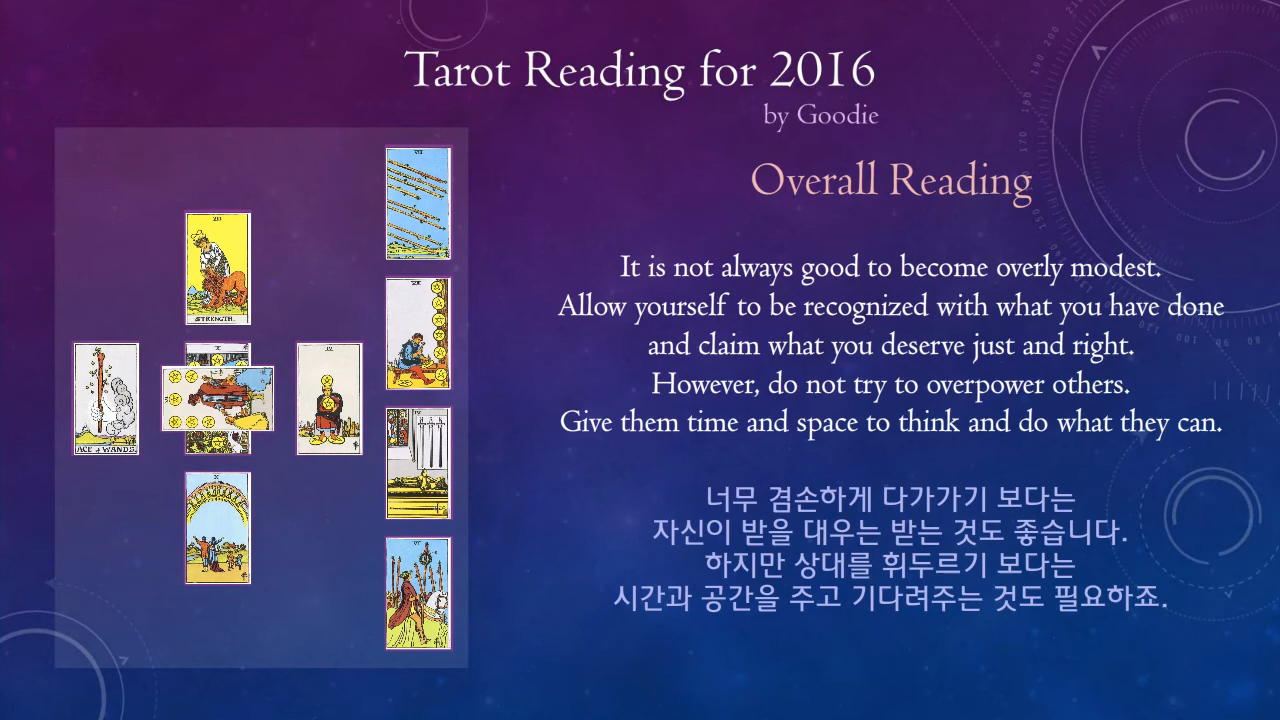 Tarot Reading for 2016
by Goodie
Overall Reading
It is not always good to become overly modest.
Allow yourself to be recognized with what you have done
and claim what you deserve just and right.
However, do not try to overpower others.
Give them time and space to think and do what they can.
너무 겸손하게 다가가기 보다는
자신이 받을 대우는 받는 것도 좋습니다.
하지만 상대를 휘두르기 보다는
시간과 공간을 주고 기다려주는 것도 필요하죠.
STRENGTH.
ACE of WANDS.
X